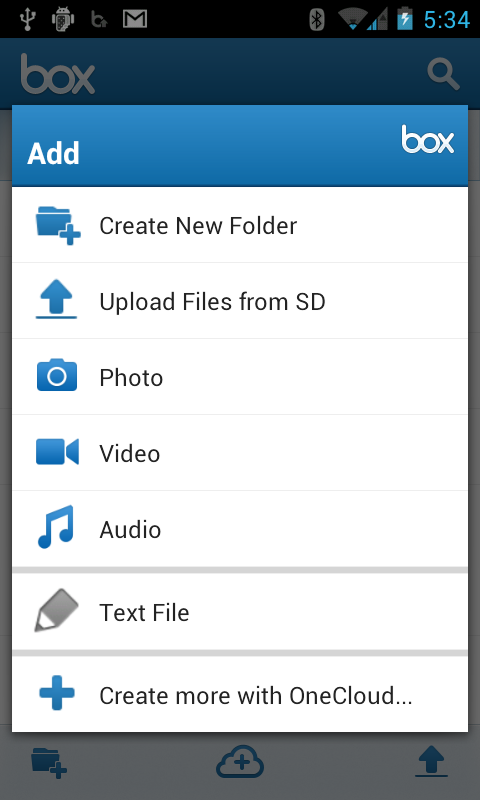 5:34
box
Add
box
Create New Folder
Upload Files from SD
Photo
Video
Audio
Text File
Create more with OneCloud...